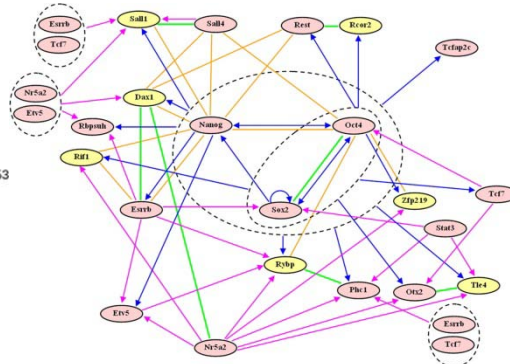 Esrrb
Tcf7
Sall1
Sall4
Rest
Rcor2
Tcfap2c
Nr5a2
Etv5
Dax1
Rbpsuh
Nanog
Oct4
53
Rif1
Esrrb
Sox2
Zfp219
Tcf7
Stat3
Rybp
Phc1
Otx2
Tle4
Etv5
Nr5a2
Esrrb
Tcf7